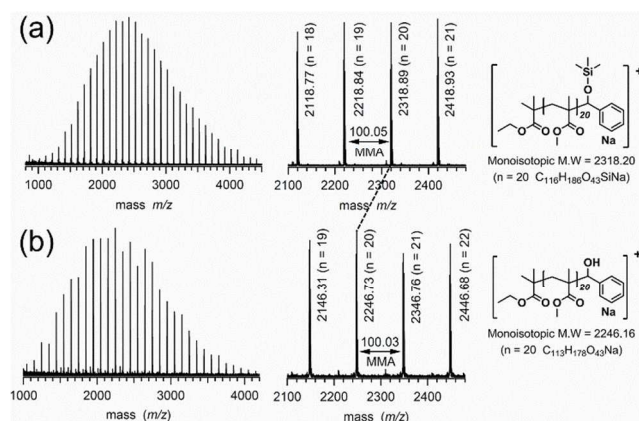 (a)
2118.77 (n = 18)
2218.84 (n = 19)
2318.89 (n = 20)
2418.93 (n = 21)
100.05
MMA
1000 2000 3000 4000
mass m/z
2100 2200 2300 2400
mass m/z
Si
O
20
O O O O
Na
+
Monoisotopic M.W = 2318.20
(n = 20 C116H186O43SiNa)
(b)
2146.31 (n = 19)
2246.73 (n = 20)
2346.76 (n = 21)
2446.68 (n = 22)
100.03
MMA
1000 2000 3000 4000
mass (m/z)
2100 2200 2300 2400
mass (m/z)
OH
20
O O O O
Na
+
Monoisotopic M.W = 2246.16
(n = 20 C113H178O43Na)